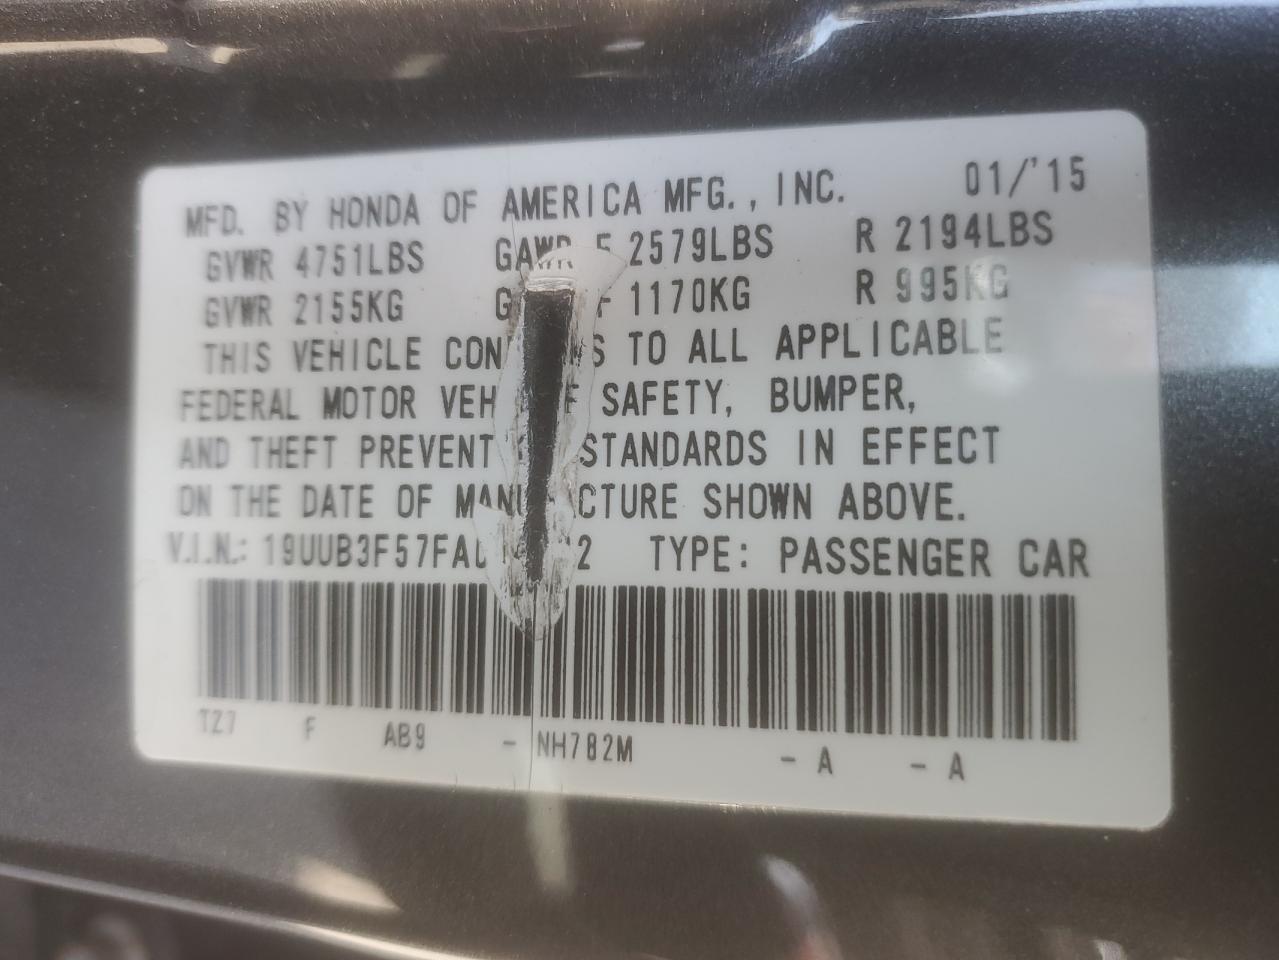 MFD. BY HONDA OF AMERICA MFG., INC. 01/'15
GVWR 4751LBS GAWR F 2579LBS R 2194LBS
GVWR 2155KG F 1170KG R 995KG
THIS VEHICLE TO ALL APPLICABLE
FEDERAL MOTOR SAFETY, BUMPER,
AND THEFT STANDARDS IN EFFECT
ON THE DATE OF SHOWN ABOVE.
V.I.N.: TYPE: PASSENGER CAR
TZ7 F AB9 - NH782M - A - A